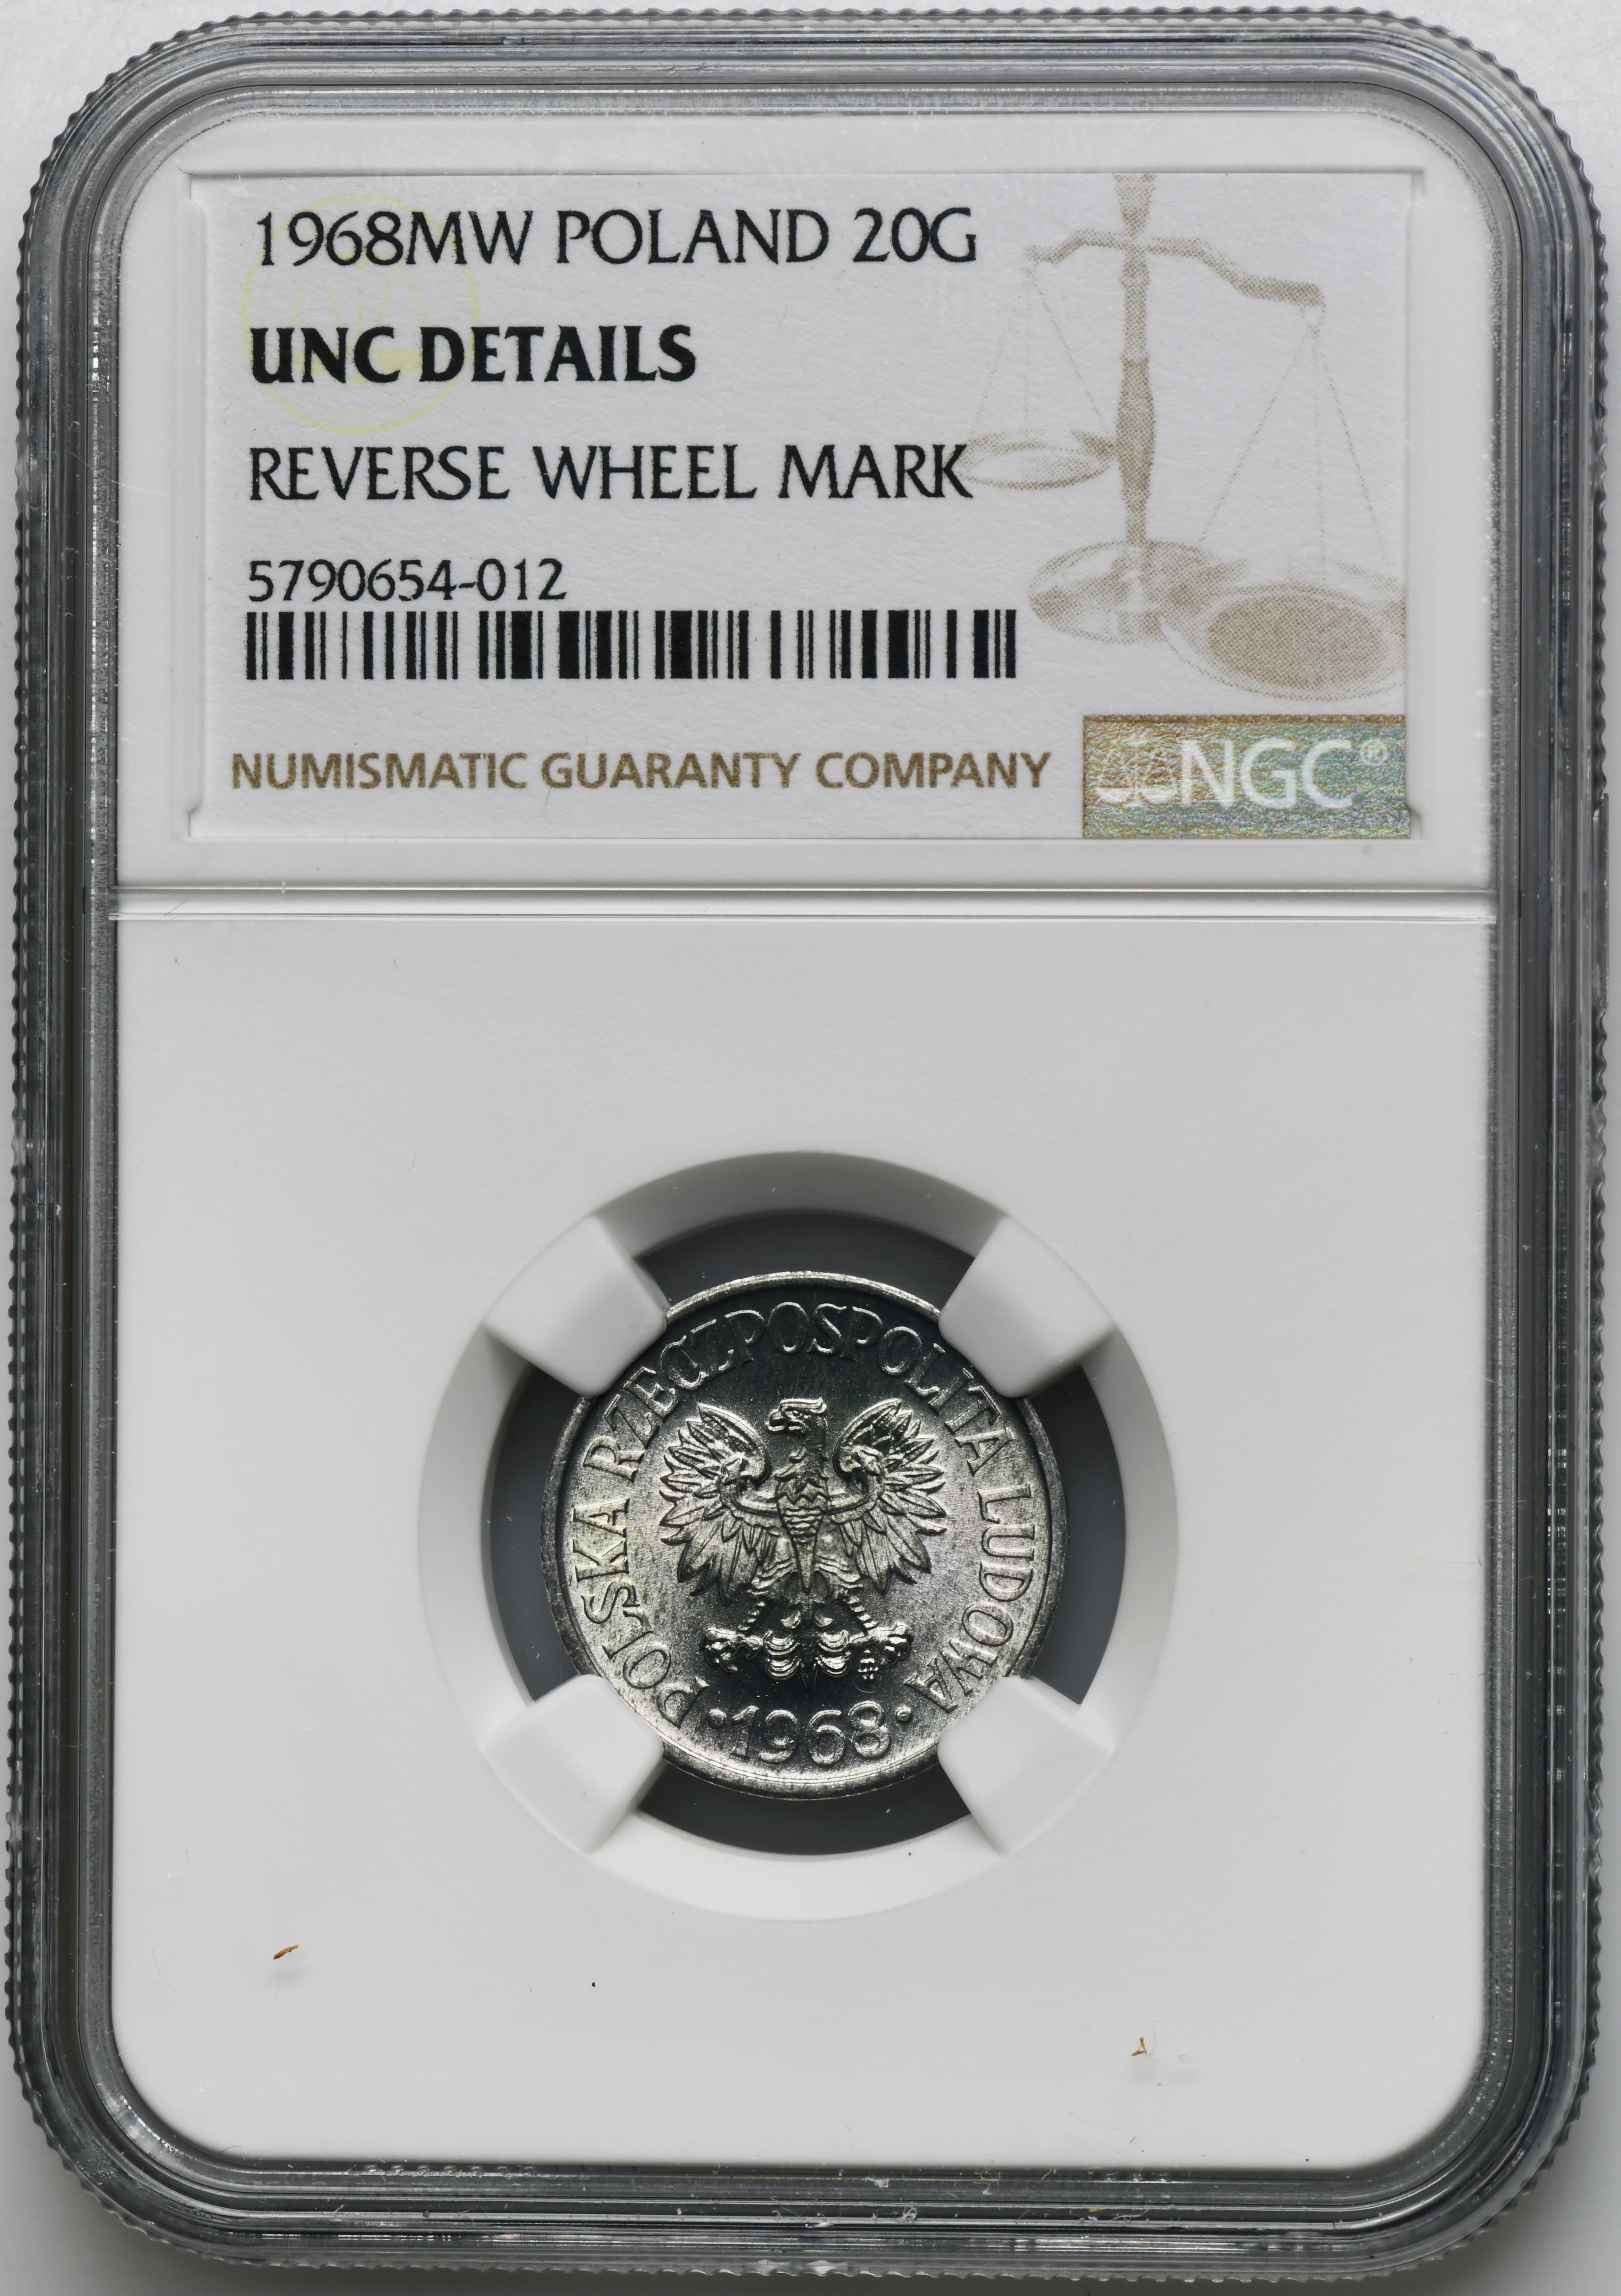 1968MW POLAND 20G
UNC DETAILS
REVERSE WHEEL MARK
5790654-012
NUMISMATIC GUARANTY COMPANY
NGC®
POLSKA RZECZPOSPOLITA LUDOWA
·1968·